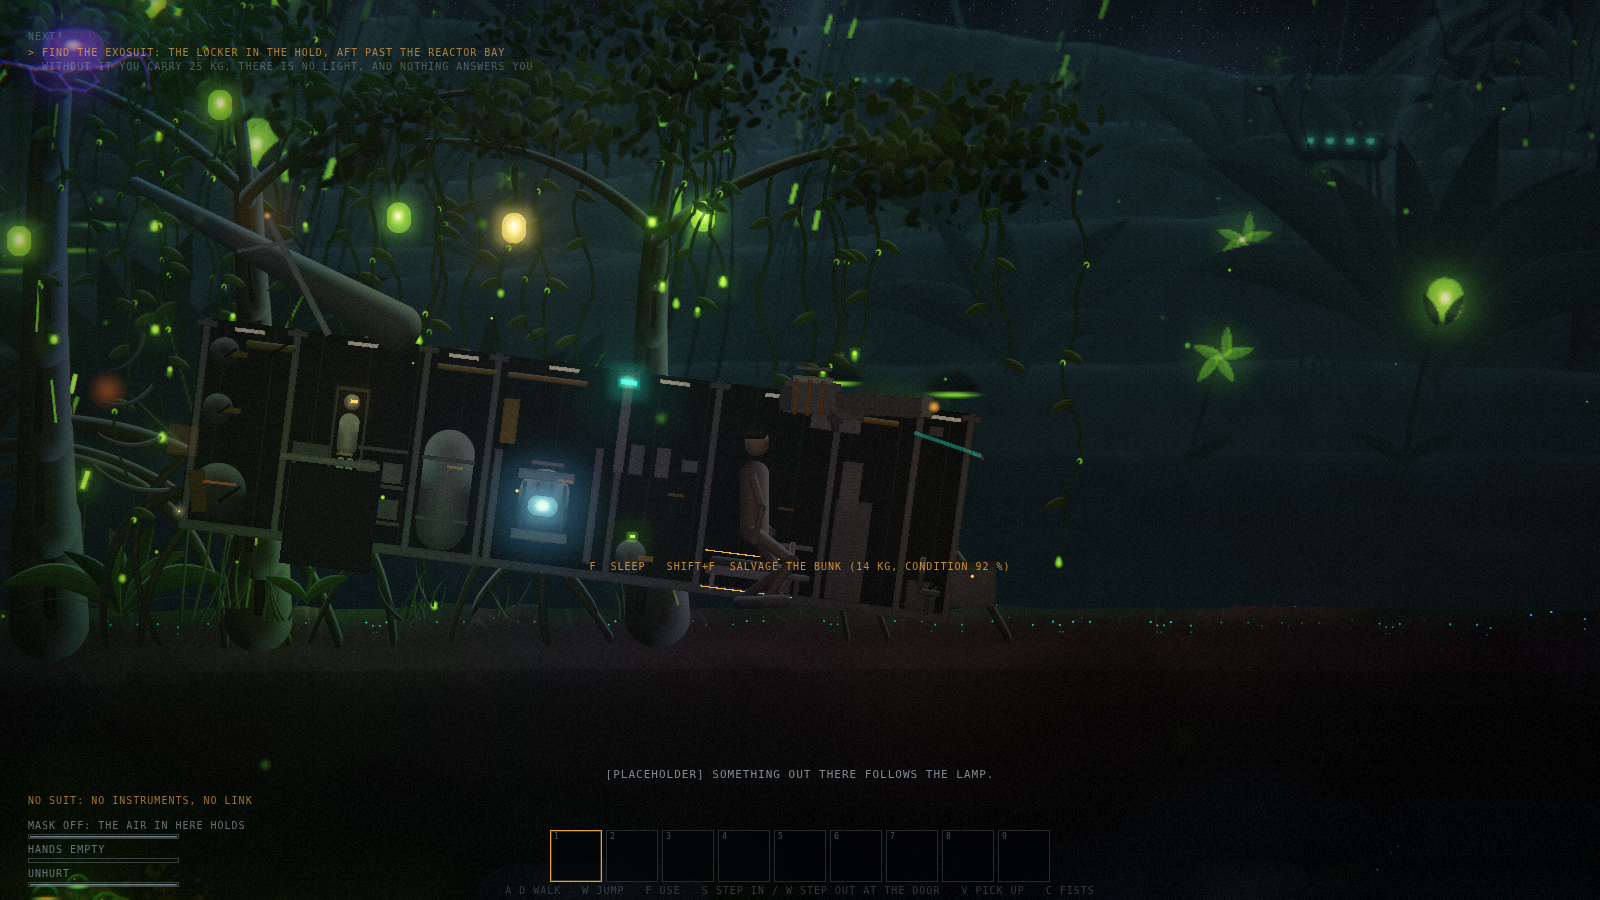 NEXT
> FIND THE EXOSUIT: THE LOCKER IN THE HOLD, AFT PAST THE REACTOR BAY
WITHOUT IT YOU CARRY 25 KG, THERE IS NO LIGHT, AND NOTHING ANSWERS YOU
F SLEEP SHIFT+F SALVAGE THE BUNK (14 KG, CONDITION 92 %)
[PLACEHOLDER] SOMETHING OUT THERE FOLLOWS THE LAMP.
NO SUIT: NO INSTRUMENTS, NO LINK
MASK OFF: THE AIR IN HERE HOLDS
HANDS EMPTY
UNHURT
1 2 3 4 5 6 7 8 9
A D WALK W JUMP F USE S STEP IN / W STEP OUT AT THE DOOR V PICK UP C FISTS